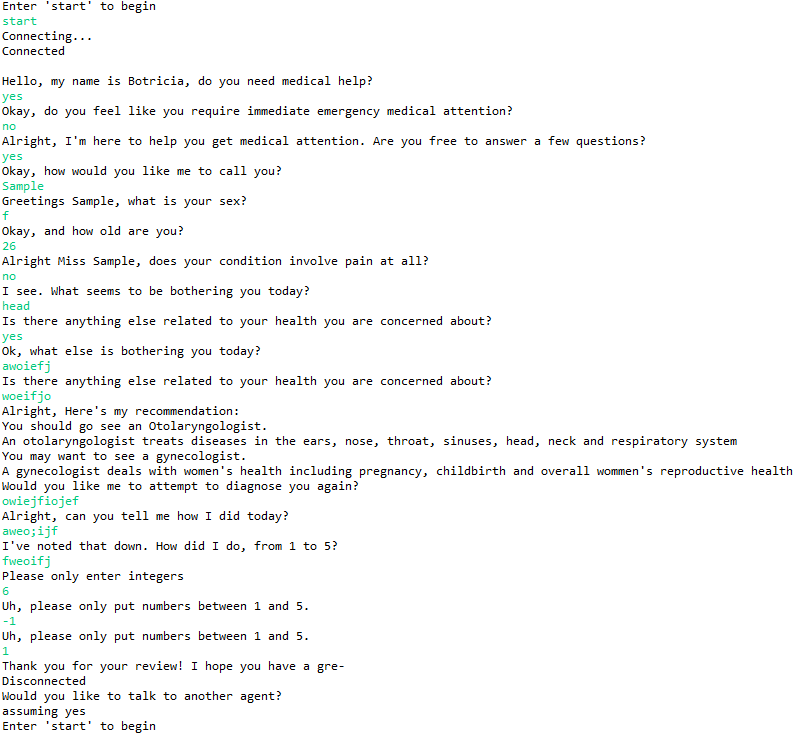 Enter 'start' to begin
start
Connecting...
Connected
Hello, my name is Botricia, do you need medical help?
yes
Okay, do you feel like you require immediate emergency medical attention?
no
Alright, I'm here to help you get medical attention. Are you free to answer a few questions?
yes
Okay, how would you like me to call you?
Sample
Greetings Sample, what is your sex?
f
Okay, and how old are you?
26
Alright Miss Sample, does your condition involve pain at all?
no
I see. What seems to be bothering you today?
head
Is there anything else related to your health you are concerned about?
yes
Ok, what else is bothering you today?
awoiefj
Is there anything else related to your health you are concerned about?
woeifjo
Alright, Here's my recommendation:
You should go see an Otolaryngologist.
An otolaryngologist treats diseases in the ears, nose, throat, sinuses, head, neck and respiratory system
You may want to see a gynecologist.
A gynecologist deals with women's health including pregnancy, childbirth and overall wommen's reproductive health
Would you like me to attempt to diagnose you again?
owiejfiojef
Alright, can you tell me how I did today?
aweo;ijf
I've noted that down. How did I do, from 1 to 5?
fweoifj
Please only enter integers
6
Uh, please only put numbers between 1 and 5.
-1
Uh, please only put numbers between 1 and 5.
1
Thank you for your review! I hope you have a gre-
Disconnected
Would you like to talk to another agent?
assuming yes
Enter 'start' to begin